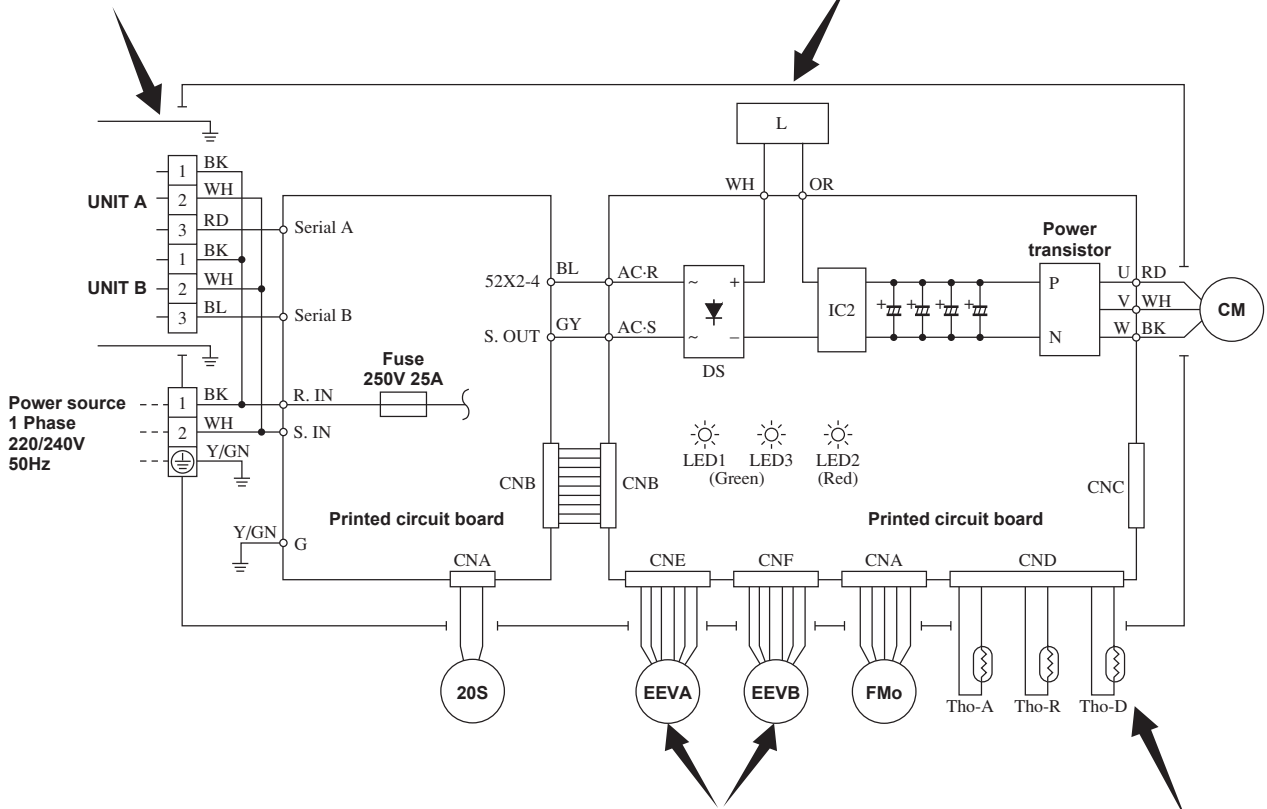 L
WH
OR
UNIT A
1
BK
2
WH
3
RD
Serial A
UNIT B
1
BK
2
WH
3
BL
Serial B
Power source
1 Phase
220/240V
50Hz
1
BK
R. IN
2
WH
S. IN
Y/GN
Fuse
250V 25A
52X2-4
BL
AC·R
S. OUT
GY
AC·S
~
+
~
–
DS
IC2
+
+
+
+
Power
transistor
P
N
U
RD
V
WH
W
BK
CM
LED1
LED3
LED2
(Green)
(Red)
CNB
CNB
CNC
Printed circuit board
Printed circuit board
Y/GN
G
CNA
CNE
CNF
CNA
CND
20S
EEVA
EEVB
FMo
Tho-A
Tho-R
Tho-D